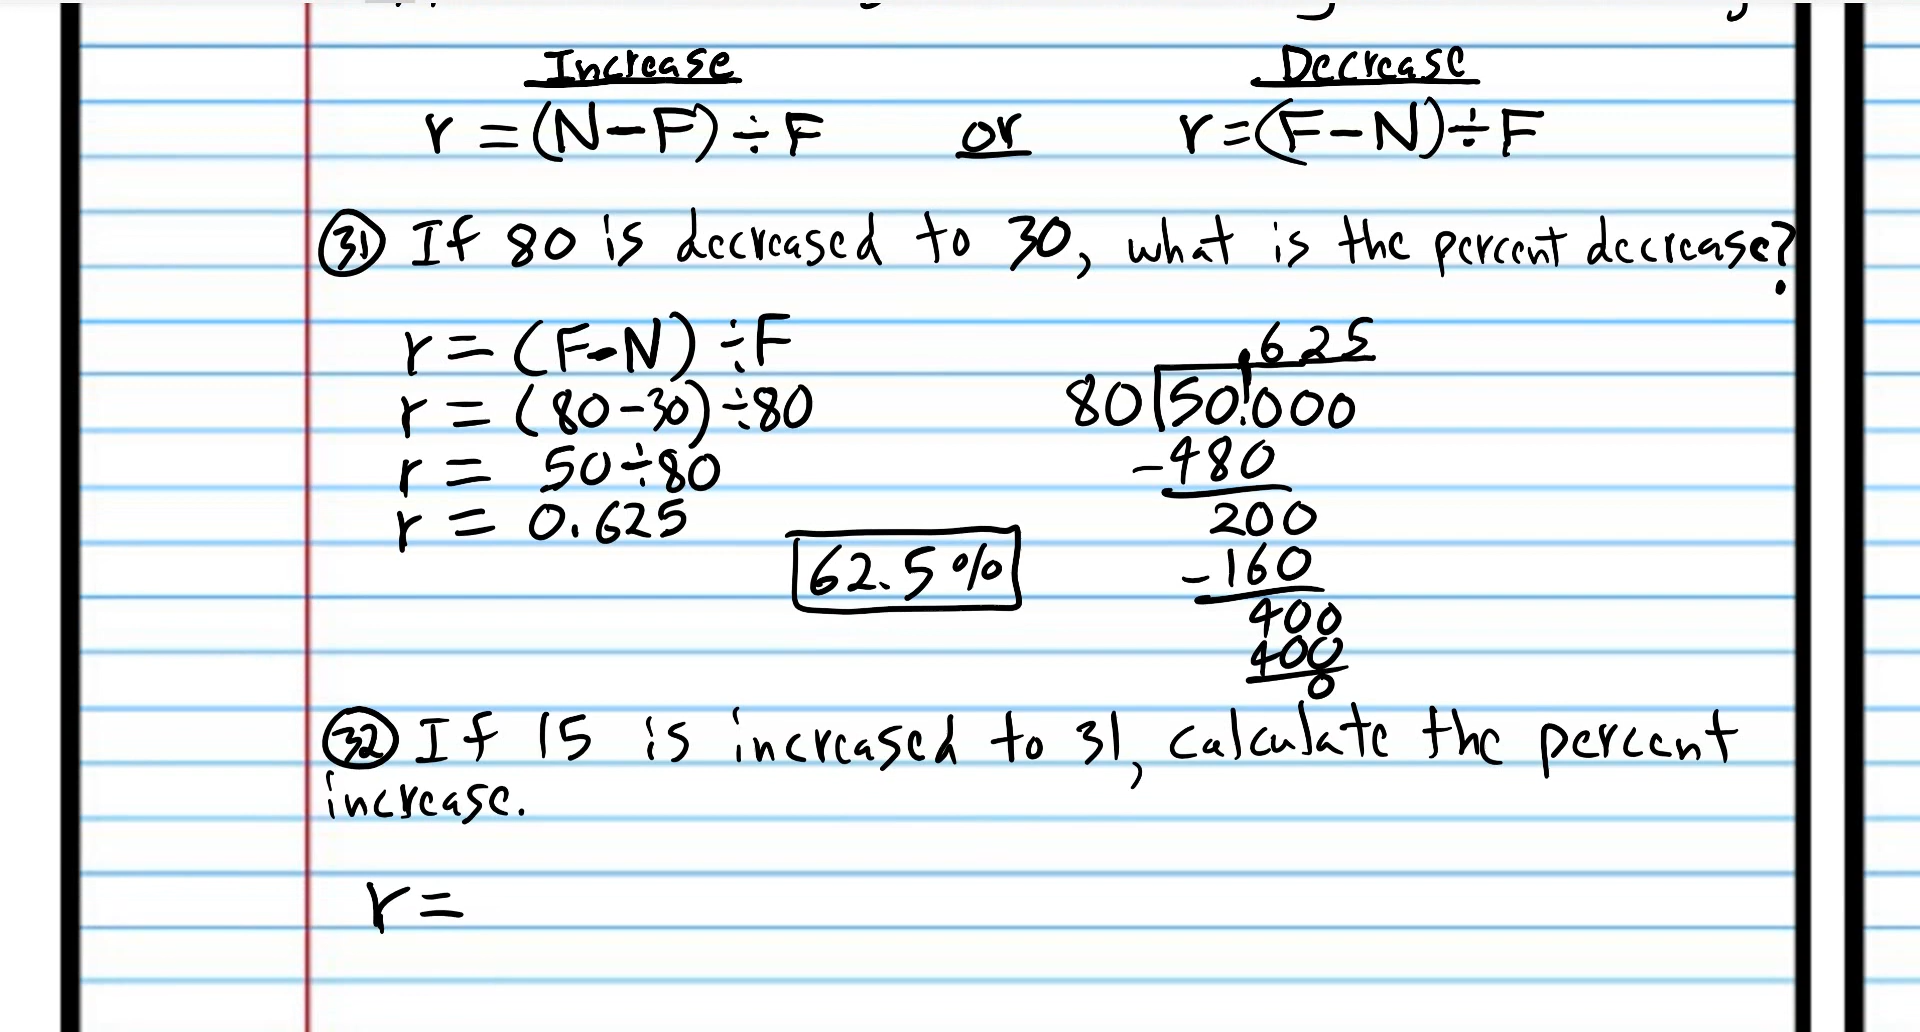 Increase Decrease
r = (N-F) ÷ F or r = (F-N) ÷ F
31 If 80 is decreased to 30, what is the percent decrease?
r = (F-N) ÷ F
r = (80-30) ÷ 80
r = 50 ÷ 80
r = 0.625
62.5%
.625
80 50.000
-480
200
-160
400
400
0
32 If 15 is increased to 31, calculate the percent
increase.
r =